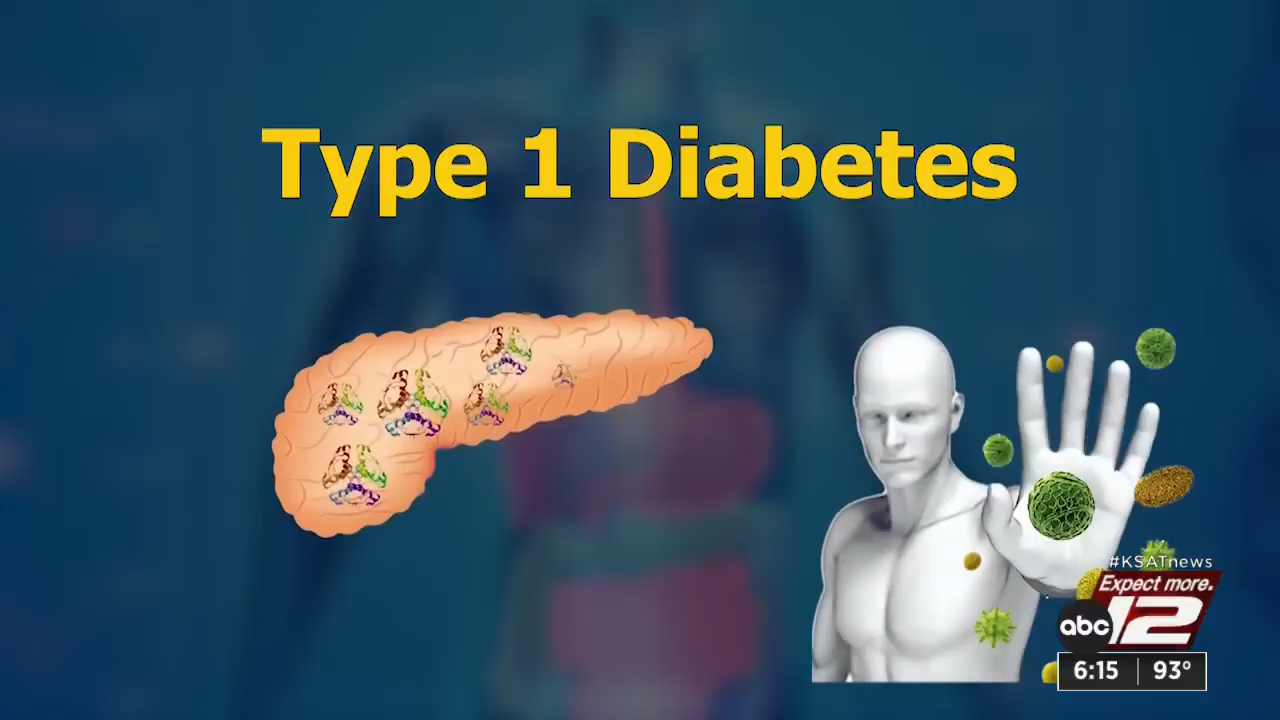 Type 1 Diabetes
#KSATnews
Expect more.
abc 12
6:15 93°